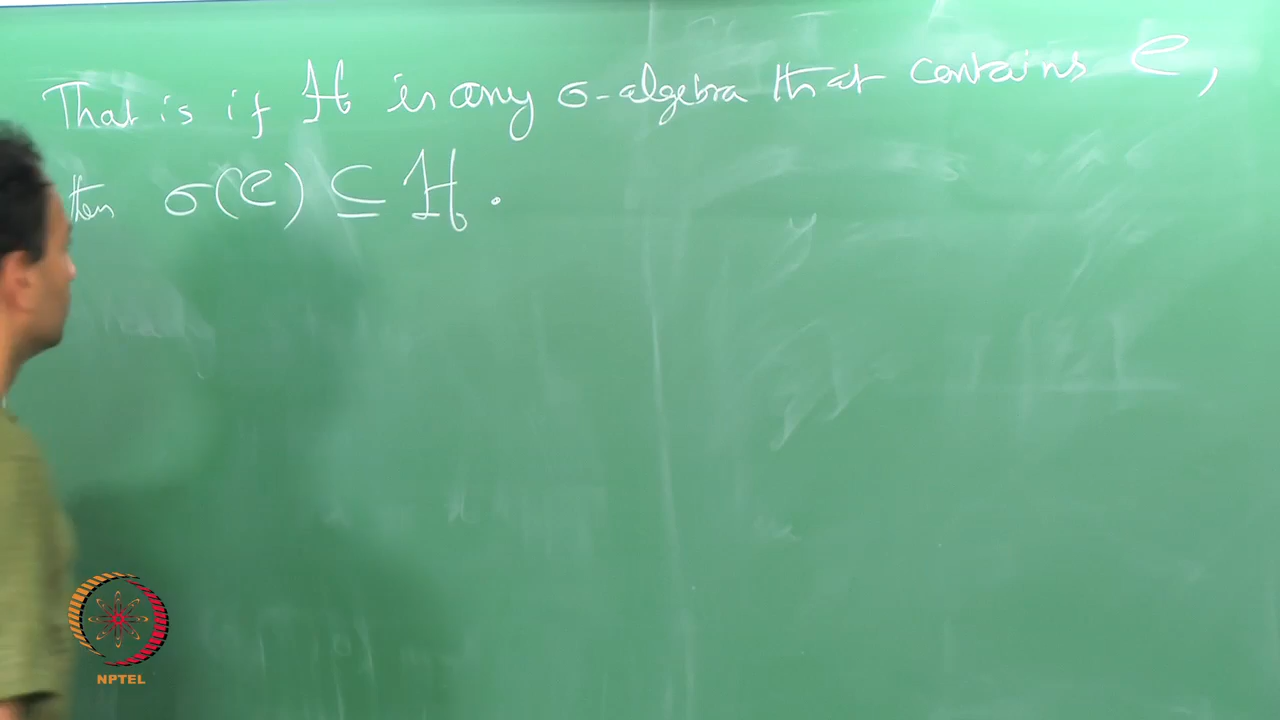 That is if ℋ is any σ-algebra that contains 𝒞,
then σ(𝒞) ⊆ ℋ.
NPTEL